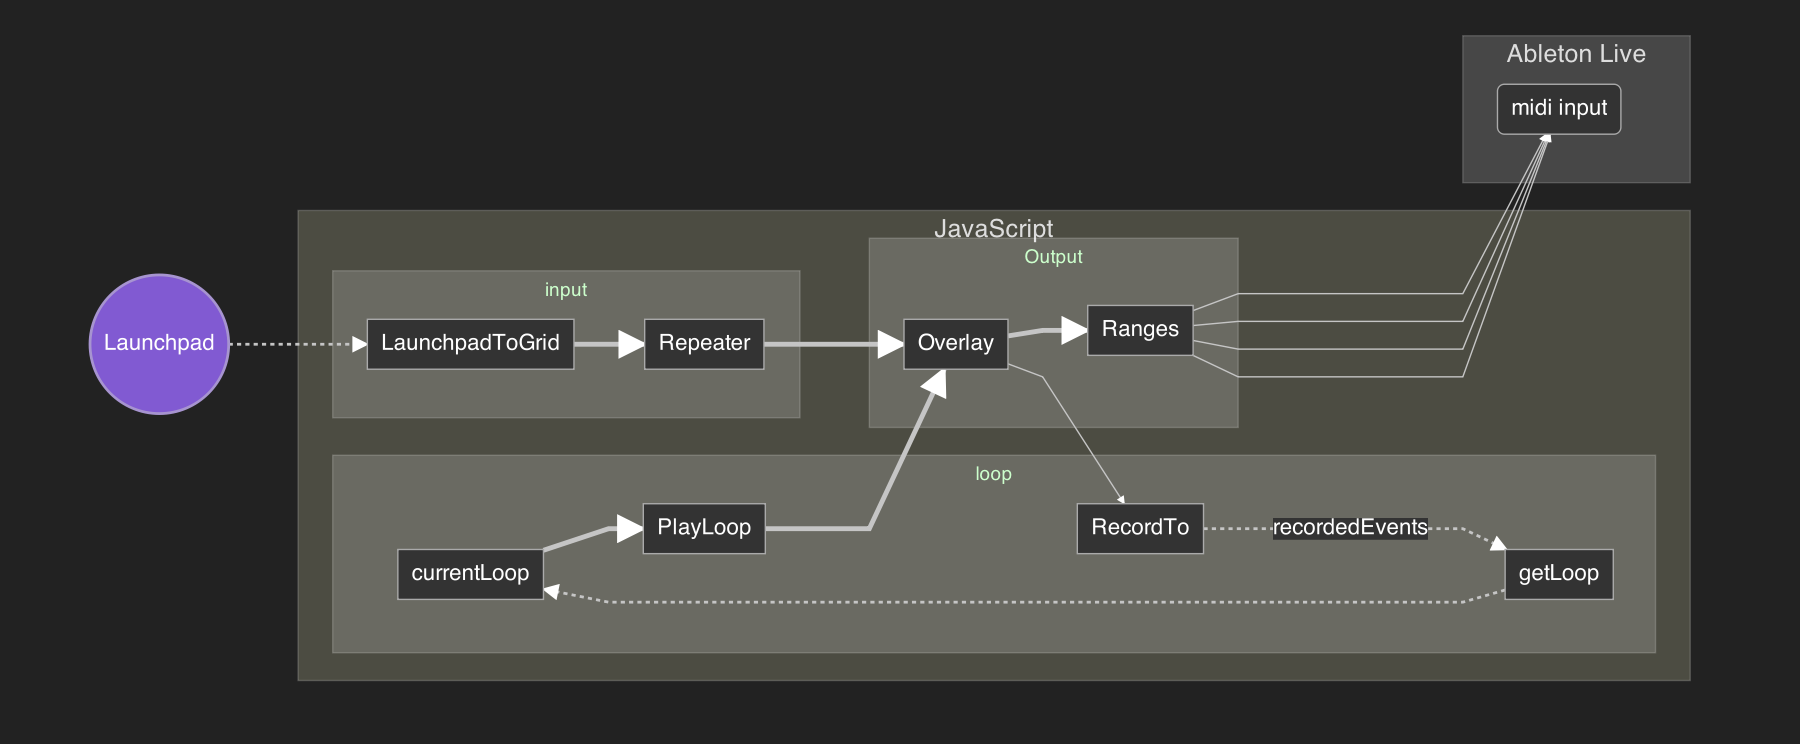 Ableton Live
midi input
JavaScript
Output
input
Launchpad
LaunchpadToGrid
Repeater
Overlay
Ranges
loop
currentLoop
PlayLoop
RecordTo
recordedEvents
getLoop